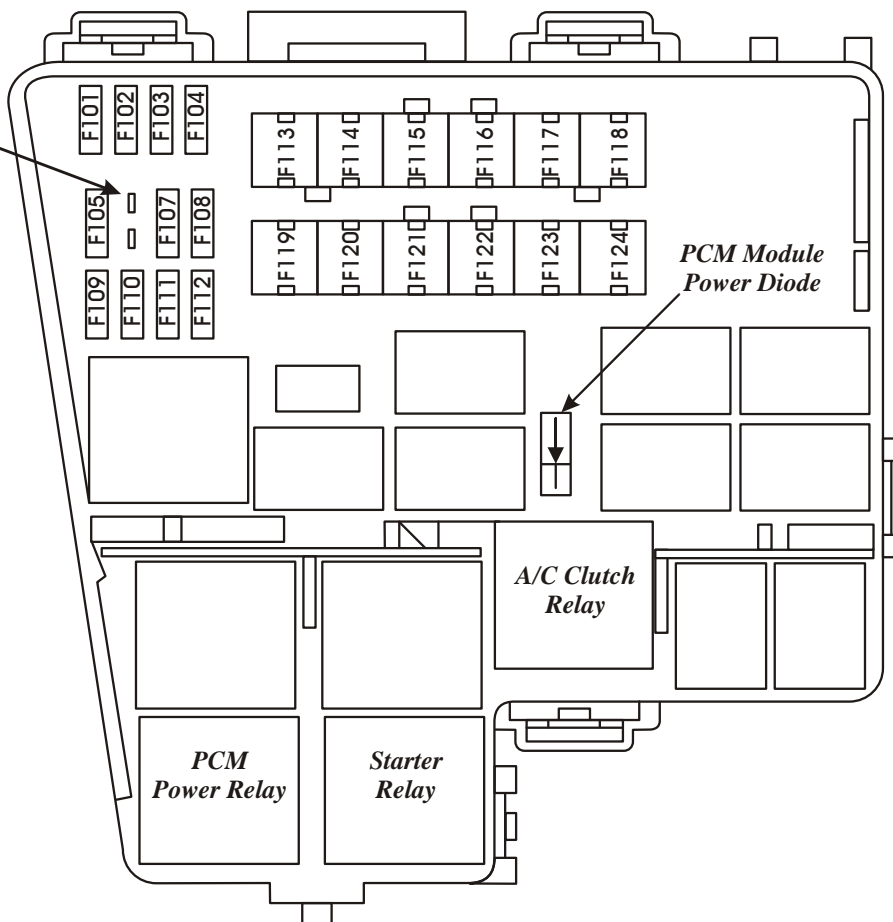 F101
F102
F103
F104
F113
F114
F115
F116
F117
F118
F105
F107
F108
F119
F120
F121
F122
F123
F124
PCM Module
Power Diode
F109
F110
F111
F112
A/C Clutch
Relay
PCM
Power Relay
Starter
Relay